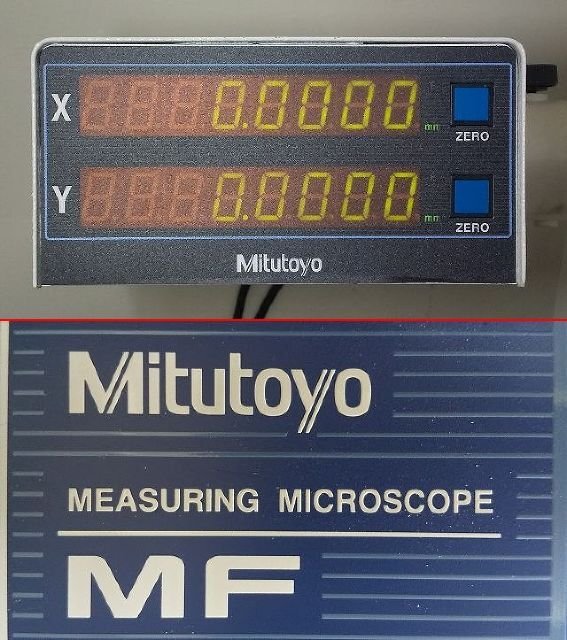 X 0.0000 mm
ZERO
Y 0.0000 mm
ZERO
Mitutoyo
Mitutoyo
MEASURING MICROSCOPE
MF